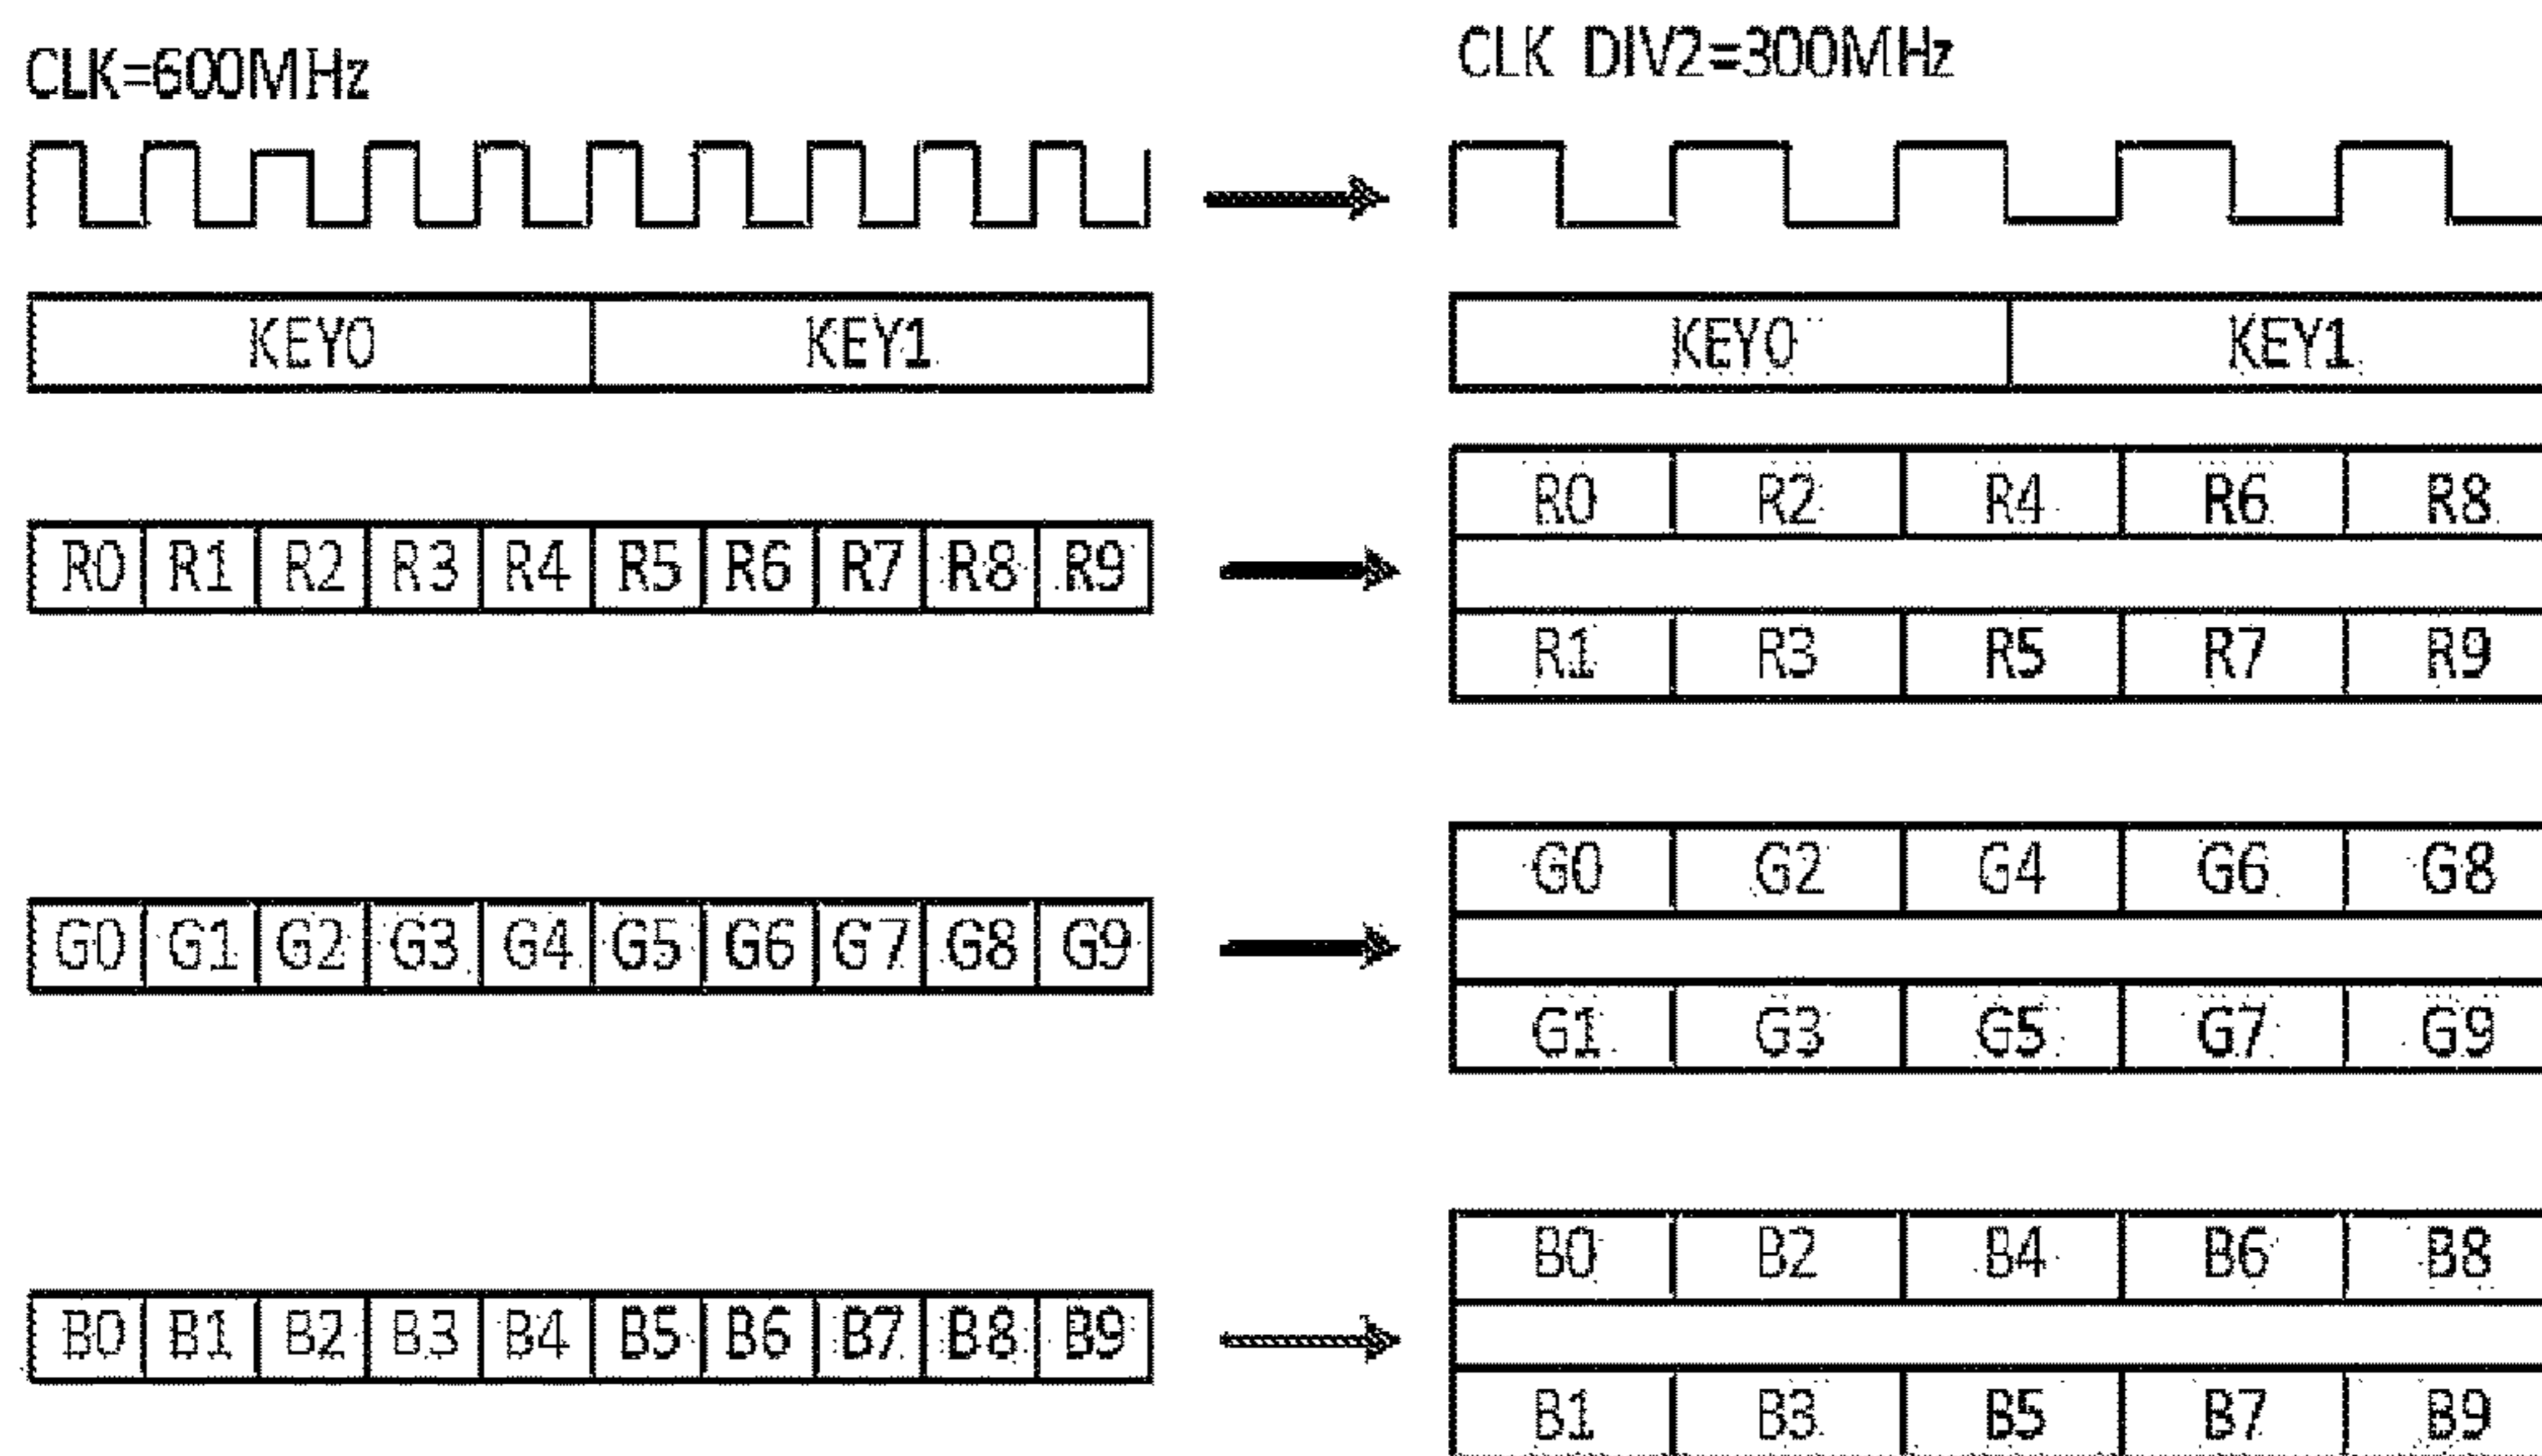 CLK=600MHz
CLK DIV2=300MHz
KEY0 KEY1
KEY0 KEY1
R0 R2 R4 R6 R8
R0 R1 R2 R3 R4 R5 R6 R7 R8 R9
R1 R3 R5 R7 R9
G0 G2 G4 G6 G8
G0 G1 G2 G3 G4 G5 G6 G7 G8 G9
G1 G3 G5 G7 G9
B0 B2 B4 B6 B8
B0 B1 B2 B3 B4 B5 B6 B7 B8 B9
B1 B3 B5 B7 B9